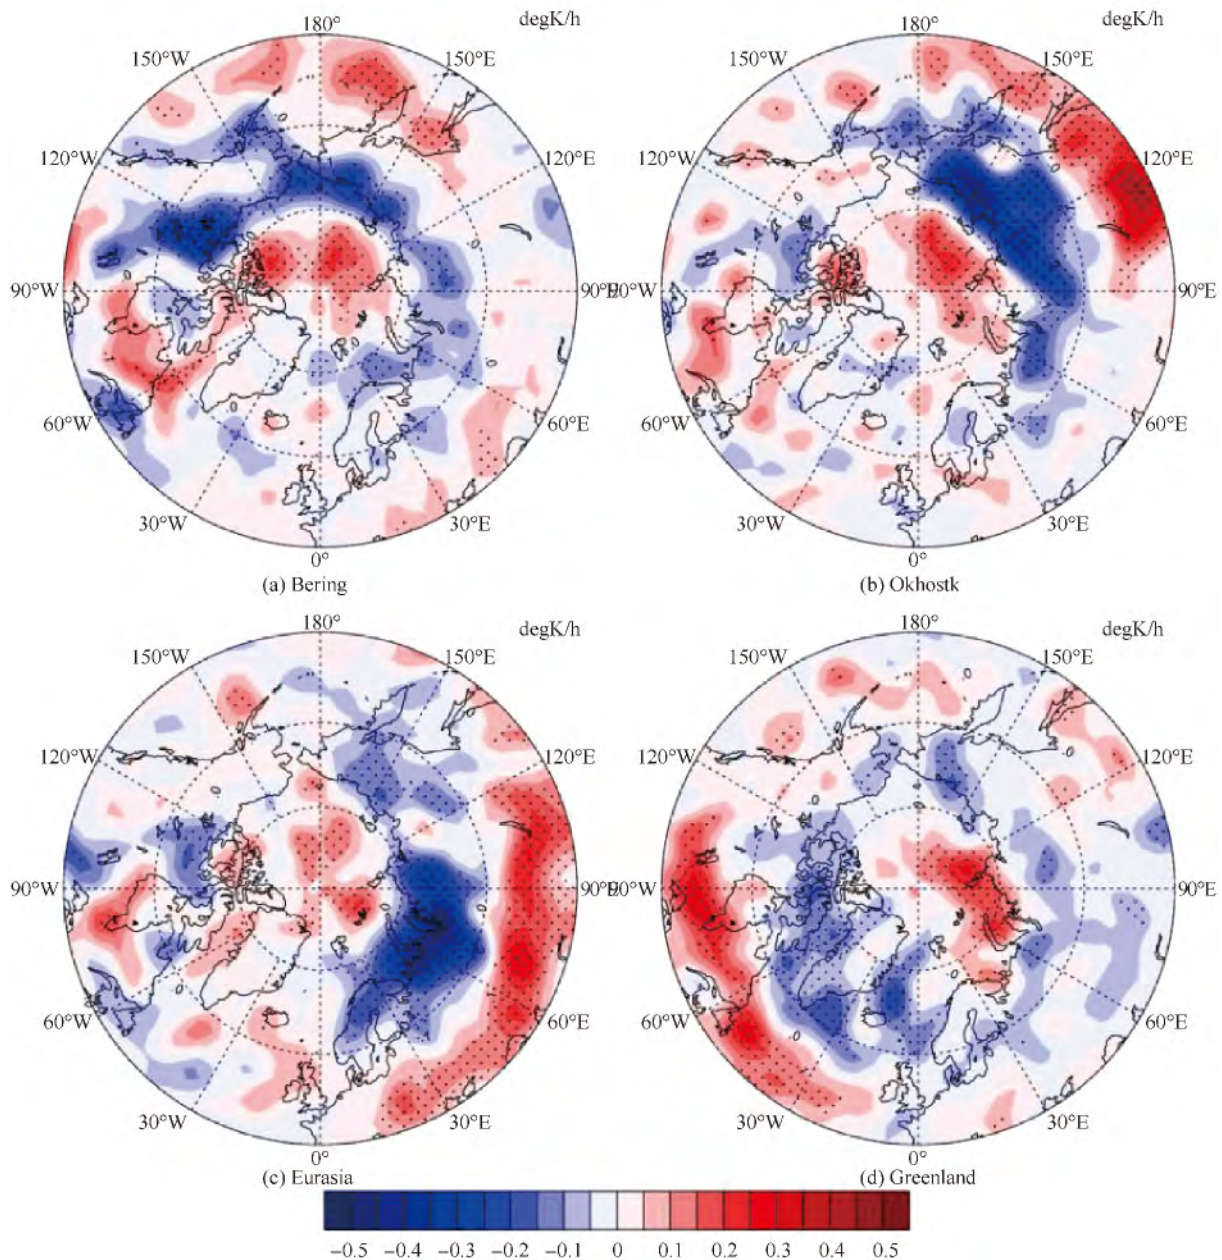 180° degK/h 180° degK/h
150°W 150°E 150°W 150°E
120°W 120°E 120°W 120°E
90°W 90°E 90°W 90°E
60°W 60°E 60°W 60°E
30°W 30°E 30°W 30°E
0° 0°
(a) Bering (b) Okhostk
180° degK/h 180° degK/h
150°W 150°E 150°W 150°E
120°W 120°E 120°W 120°E
90°W 90°E 90°W 90°E
60°W 60°E 60°W 60°E
30°W 30°E 30°W 30°E
0° 0°
(c) Eurasia (d) Greenland
−0.5 −0.4 −0.3 −0.2 −0.1 0 0.1 0.2 0.3 0.4 0.5